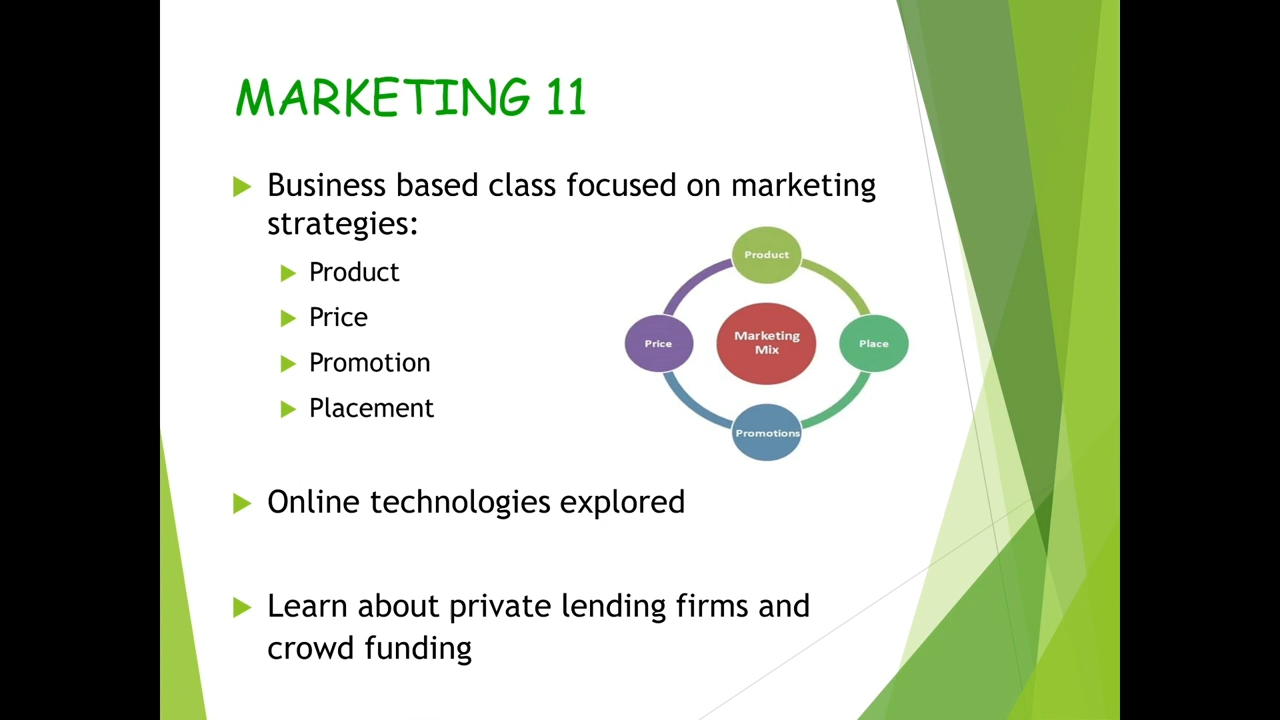 MARKETING 11
Business based class focused on marketing
strategies:
Product
Price
Promotion
Placement
Product
Price
Marketing
Mix
Place
Promotions
Online technologies explored
Learn about private lending firms and
crowd funding